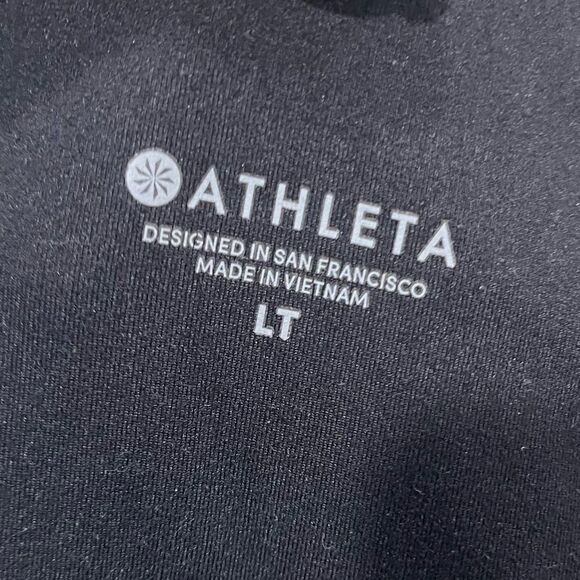 ATHLETA
DESIGNED IN SAN FRANCISCO
MADE IN VIETNAM
LT